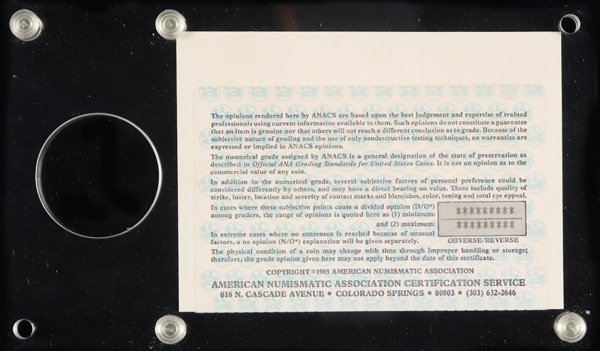 The opinions rendered here by ANACS are based upon the best judgement and expertise of trained
professionals using current information available to them. Such opinions do not constitute a guarantee
that an item is genuine nor that others will not reach a different conclusion as to grade. Because of the
subjective nature of grading and the use of only nondestructive testing techniques, no warranties are
expressed or implied in ANACS opinions.
The numerical grade assigned by ANACS is a general designation of the state of preservation as
described in Official ANA Grading Standards for United States Coins. It is not an opinion as to the
commercial value of any coin.
In addition to the numerical grade, several subjective factors of personal preference could be
considered differently by others, and may have a direct bearing on value. These include quality of
strike, luster, location and severity of contact marks and blemishes, color, toning and total eye appeal.
In cases where these subjective points cause a divided opinion (D/O*)
among graders, the range of opinions is quoted here as (1) minimum:
and (2) maximum:
*********
*********
In extreme cases where no consensus is reached because of unusual
factors, a no opinion (N/O*) explanation will be given separately.
OBVERSE/REVERSE
The physical condition of a coin may change with time through improper handling or storage;
therefore, the grade opinion given here may not apply beyond the date of this certificate.
COPYRIGHT © 1985 AMERICAN NUMISMATIC ASSOCIATION
AMERICAN NUMISMATIC ASSOCIATION CERTIFICATION SERVICE
818 N. CASCADE AVENUE • COLORADO SPRINGS • 80903 • (303) 632-2646